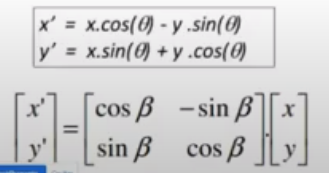 x' = x.cos(θ) - y .sin(θ)
y' = x.sin(θ) + y .cos(θ)
[x'] = [cos β −sin β] . [x]
[y'] [sin β cos β] [y]